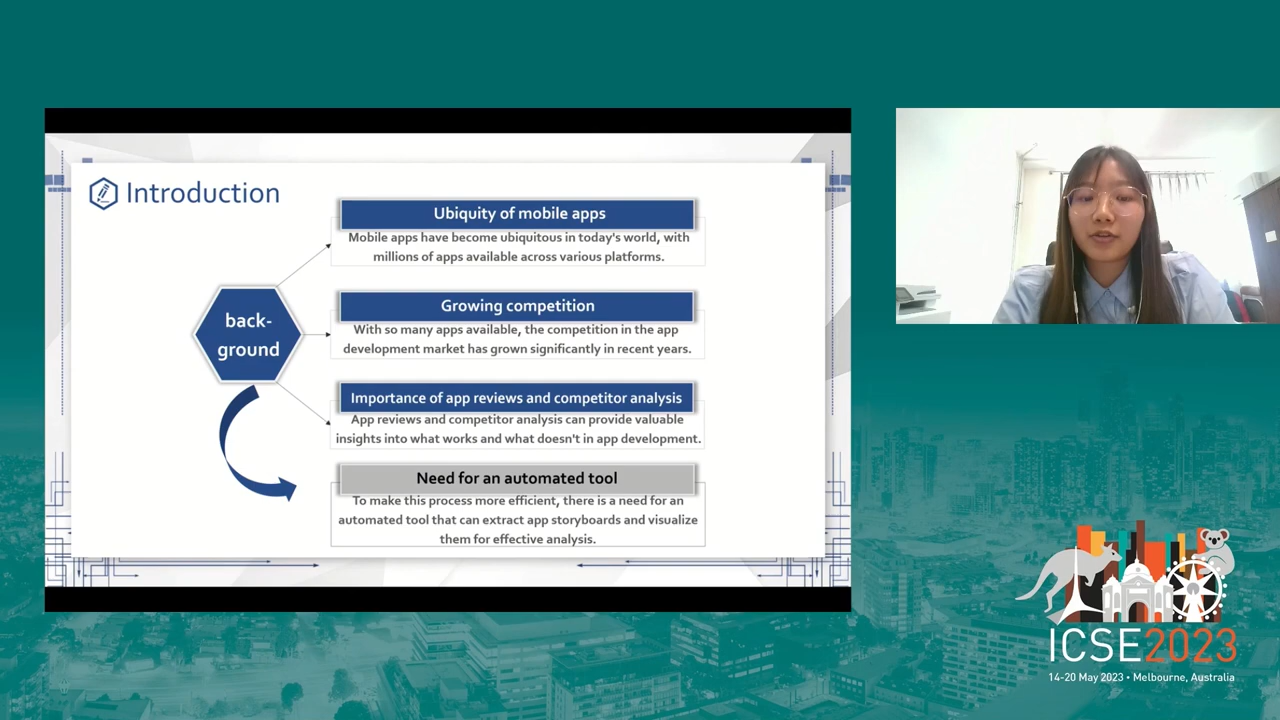 Introduction
Ubiquity of mobile apps
Mobile apps have become ubiquitous in today's world, with
millions of apps available across various platforms.
back-
ground
Growing competition
With so many apps available, the competition in the app
development market has grown significantly in recent years.
Importance of app reviews and competitor analysis
App reviews and competitor analysis can provide valuable
insights into what works and what doesn't in app development.
Need for an automated tool
To make this process more efficient, there is a need for an
automated tool that can extract app storyboards and visualize
them for effective analysis.
ICSE2023
14-20 May 2023 • Melbourne, Australia